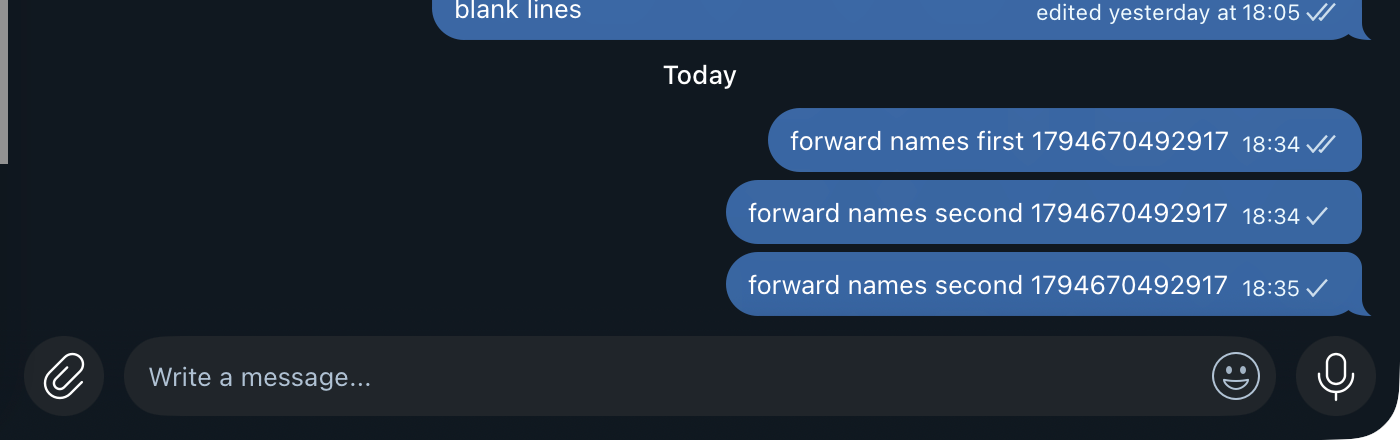 blank lines
edited yesterday at 18:05
Today
forward names first 1794670492917 18:34
forward names second 1794670492917 18:34
forward names second 1794670492917 18:35
Write a message...